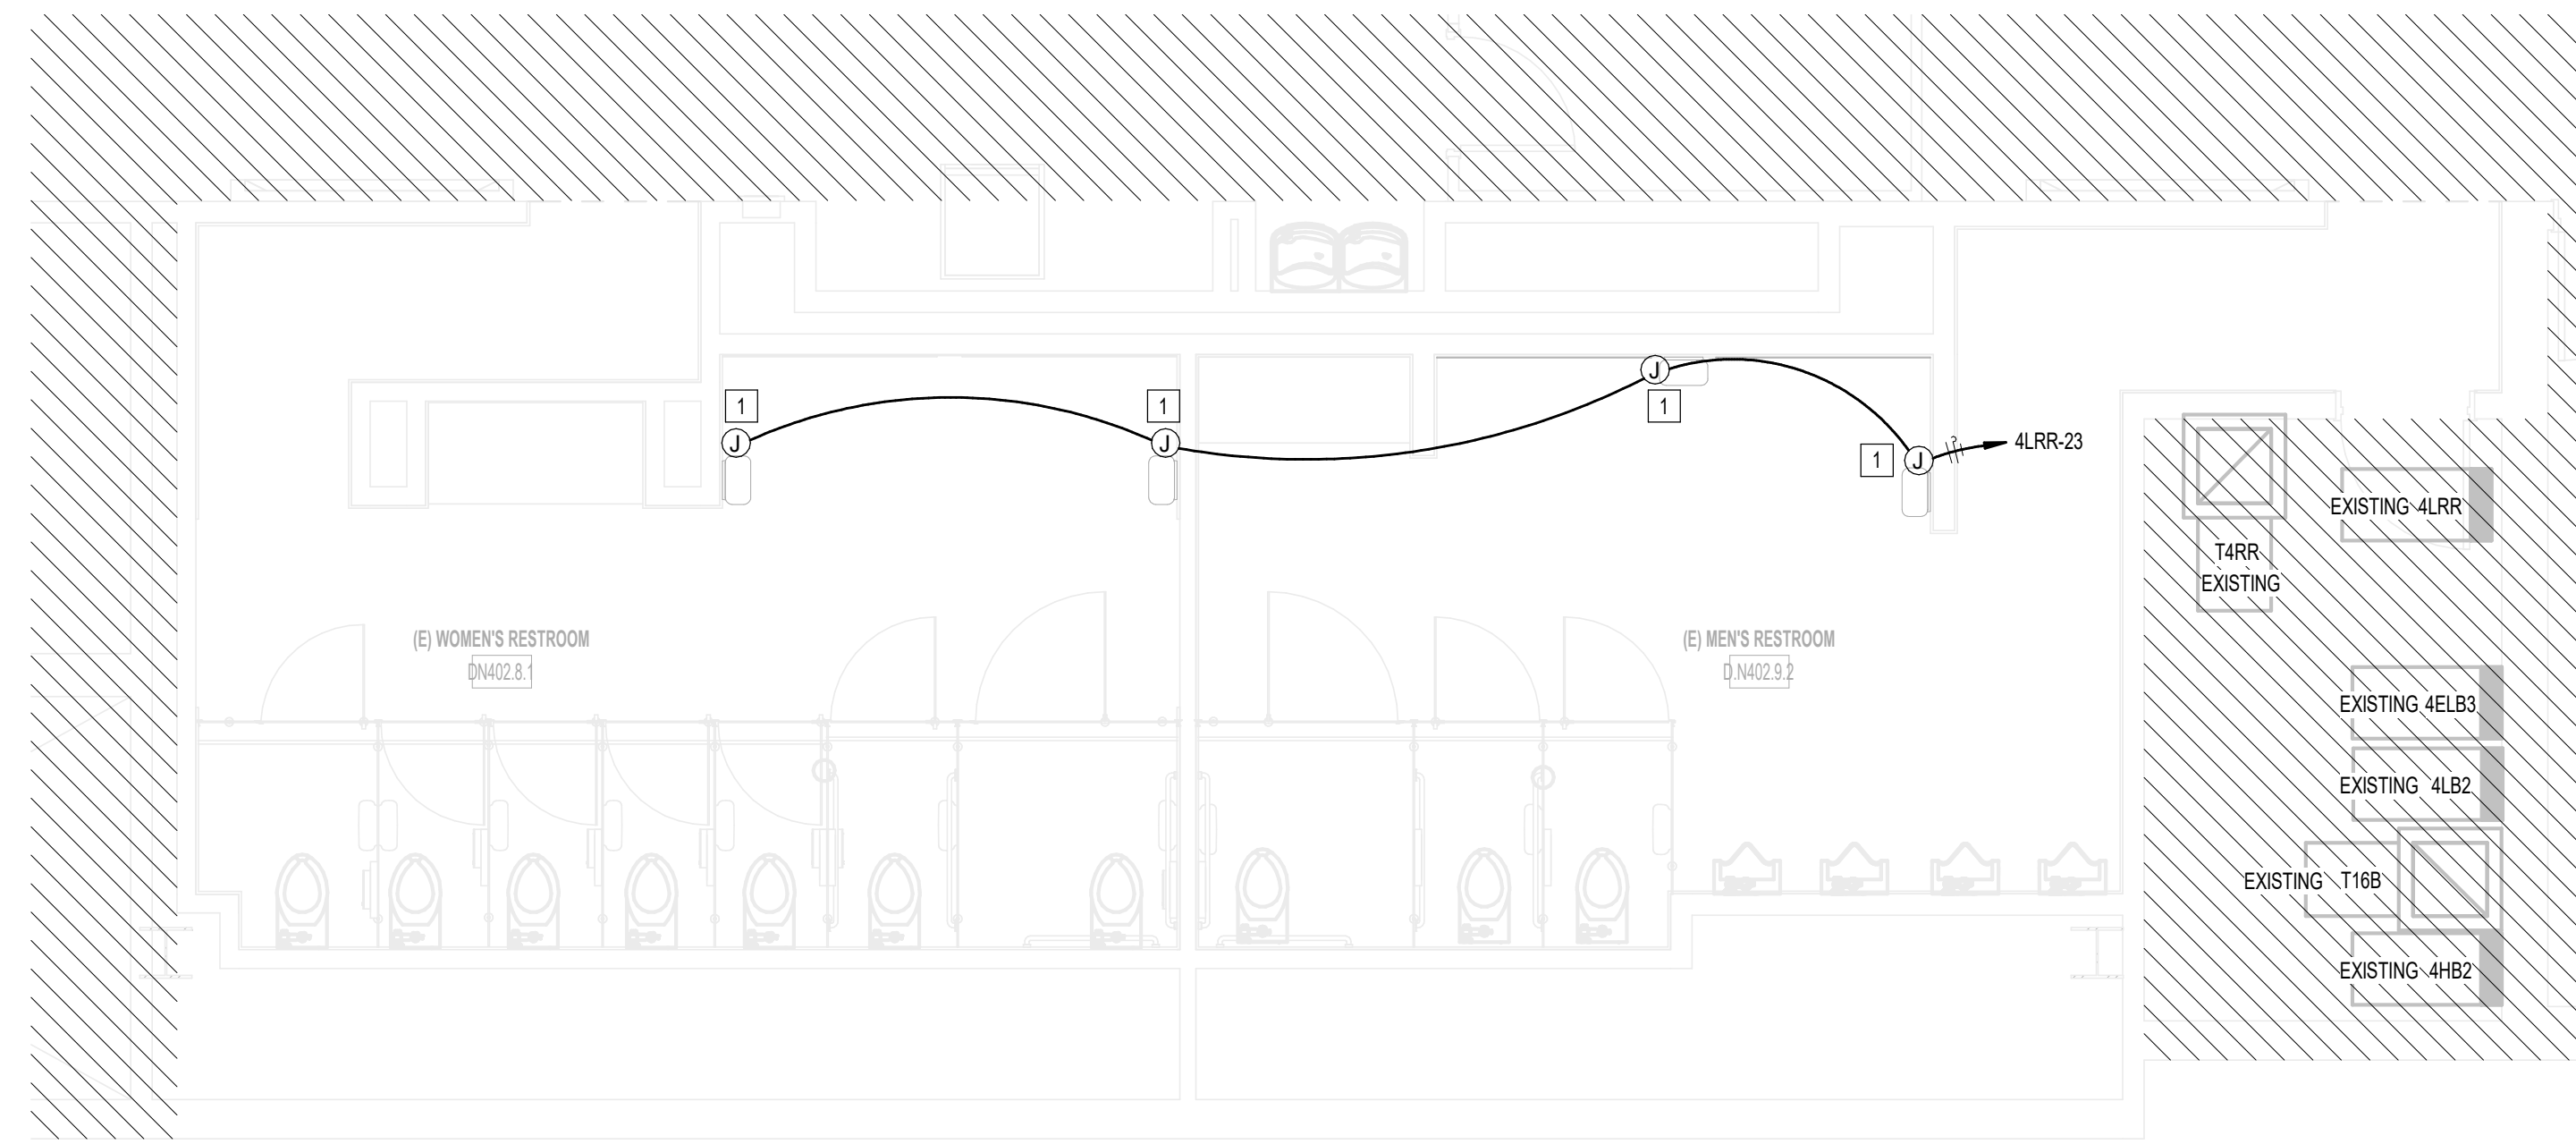 1
1
1
J
J
J
1
J
4LRR-23
EXISTING 4LRR
T4RR
EXISTING
(E) WOMEN'S RESTROOM
DN402.8.1
(E) MEN'S RESTROOM
D.N402.9.2
EXISTING 4ELB3
EXISTING 4LB2
EXISTING T16B
EXISTING 4HB2